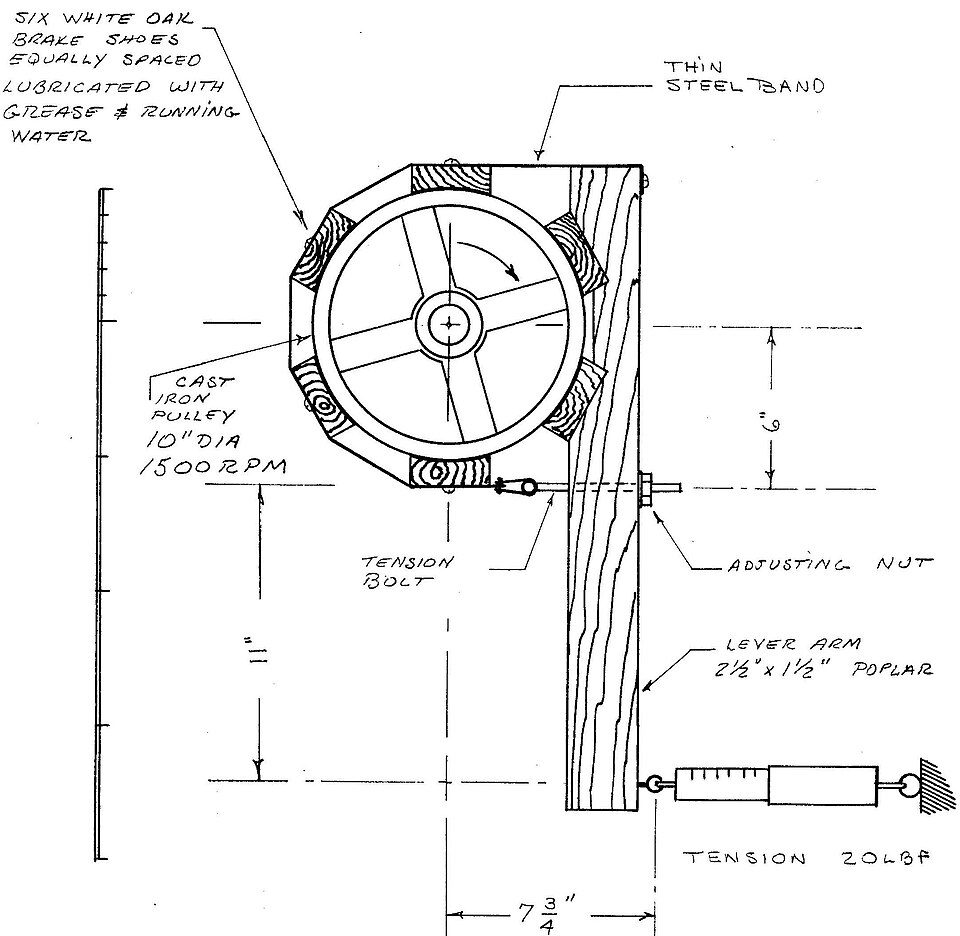 SIX WHITE OAK
BRAKE SHOES
EQUALLY SPACED
LUBRICATED WITH
GREASE & RUNNING
WATER
THIN
STEEL BAND
CAST
IRON
PULLEY
10" DIA
1500 RPM
6"
TENSION
BOLT
ADJUSTING NUT
11"
LEVER ARM
2½" x 1½" POPLAR
TENSION 20LBF
7 3/4"